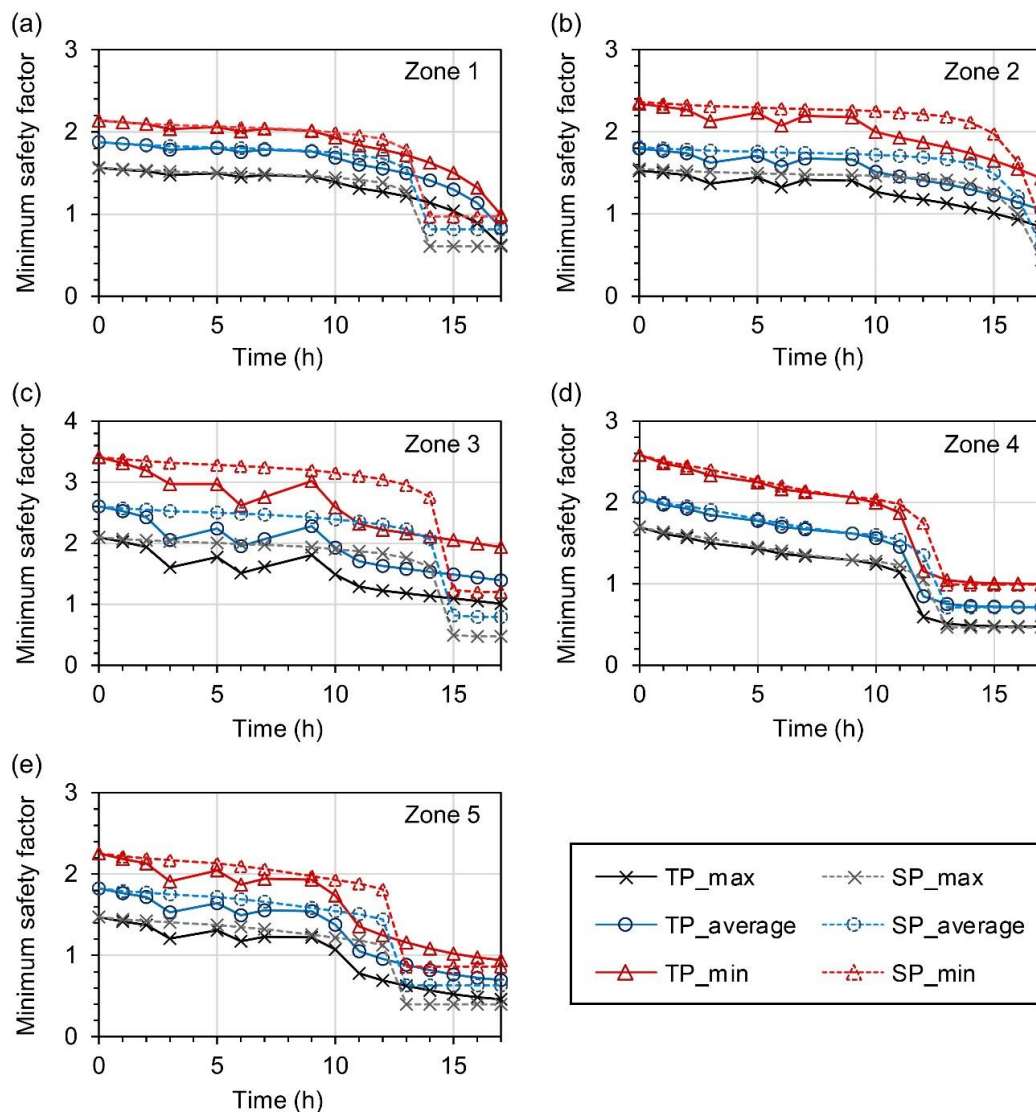 (a)
Zone 1
Minimum safety factor
3
2
1
0
0 5 10 15
Time (h)
(b)
Zone 2
Minimum safety factor
3
2
1
0
0 5 10 15
Time (h)
(c)
Zone 3
Minimum safety factor
4
3
2
1
0
0 5 10 15
Time (h)
(d)
Zone 4
Minimum safety factor
3
2
1
0
0 5 10 15
Time (h)
(e)
Zone 5
Minimum safety factor
3
2
1
0
0 5 10 15
Time (h)
TP_max SP_max
TP_average SP_average
TP_min SP_min